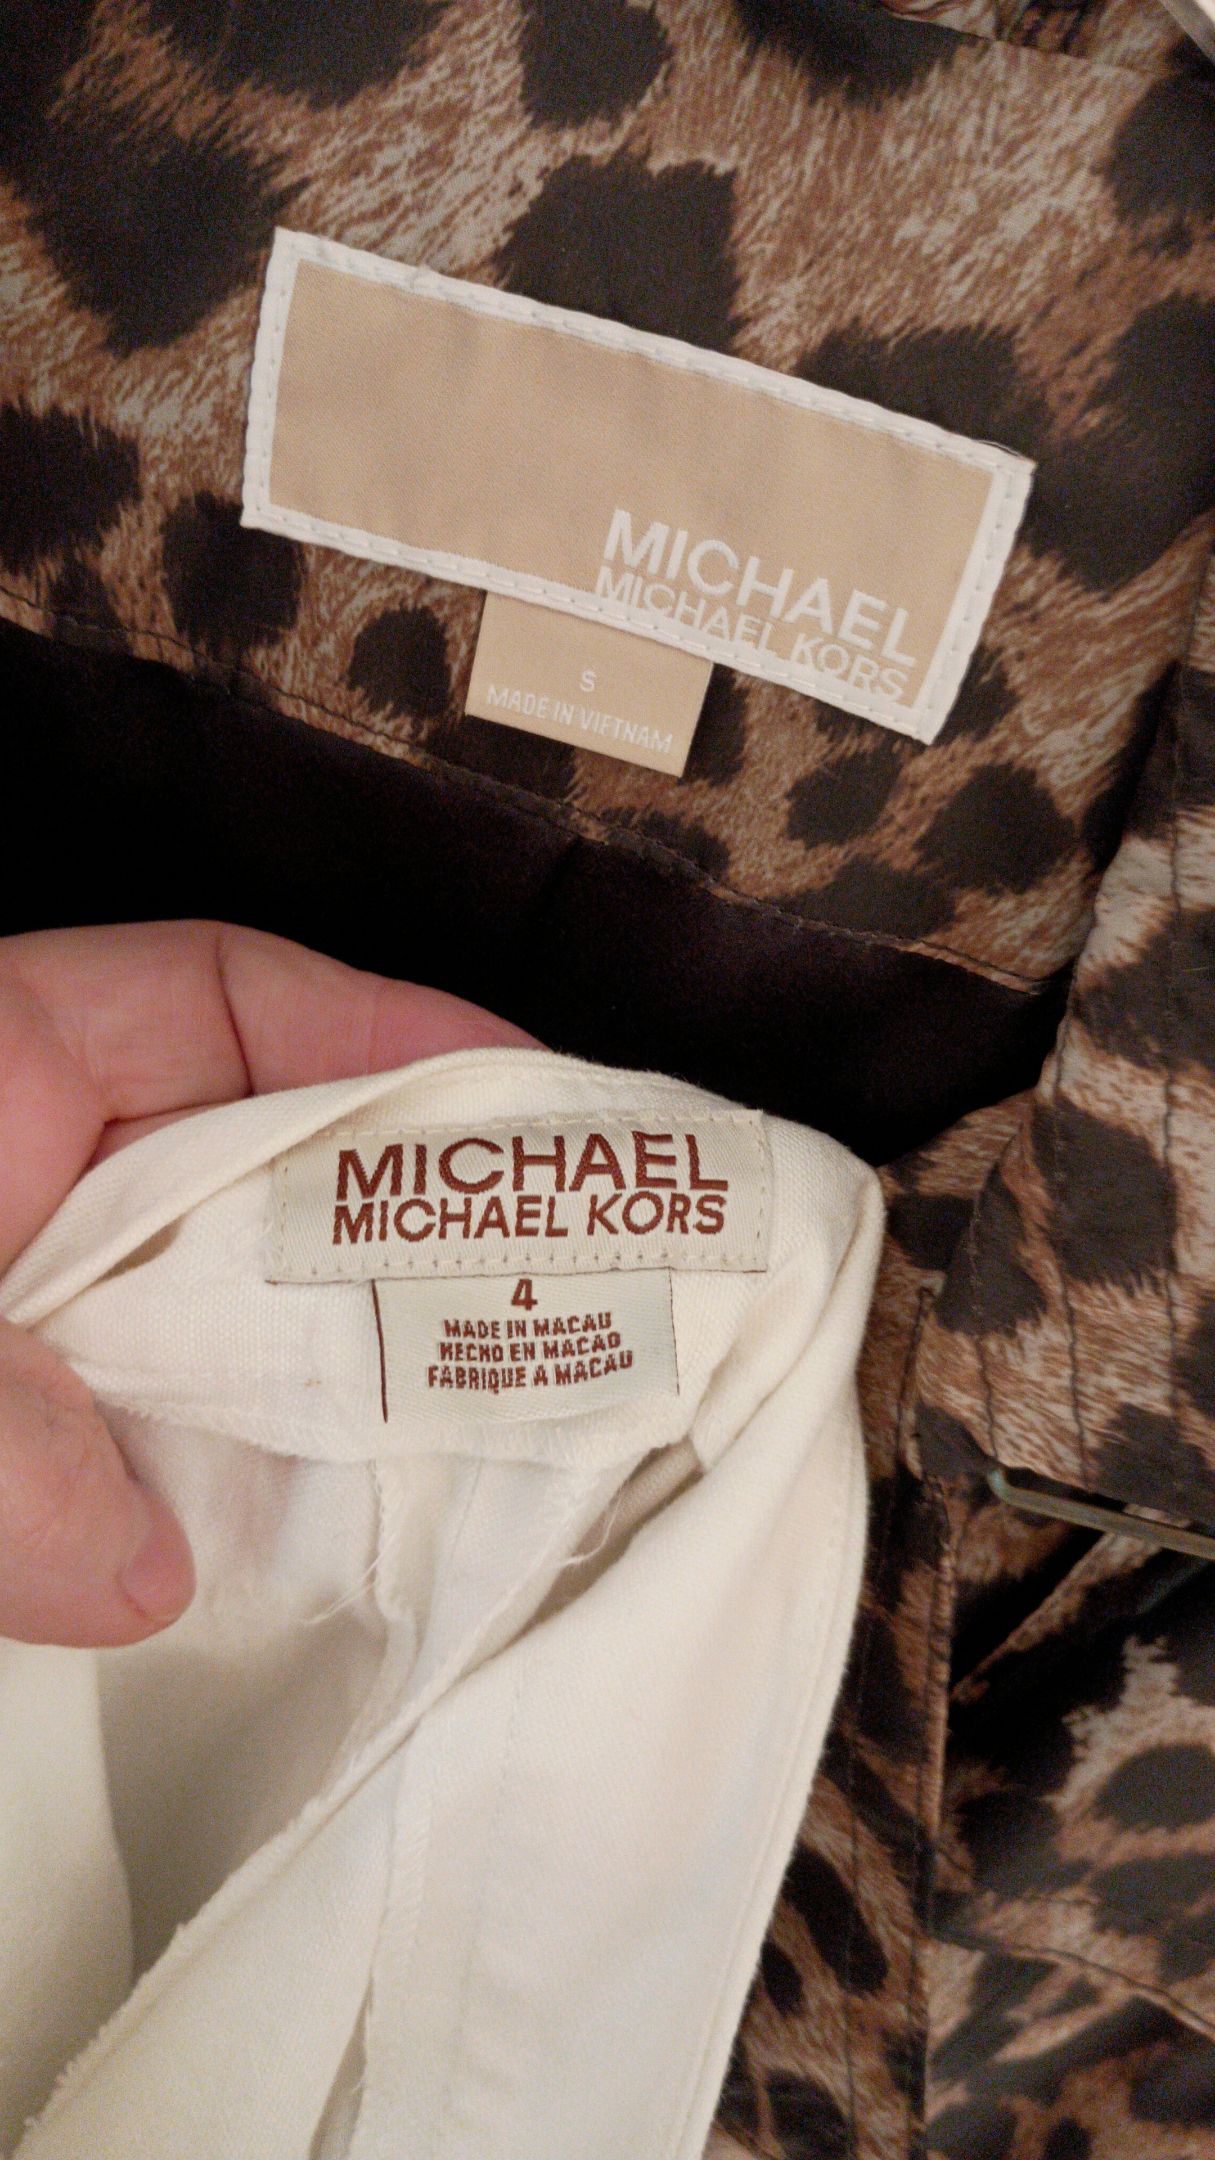 MICHAEL
MICHAEL KORS
S
MADE IN VIETNAM
MICHAEL
MICHAEL KORS
4
MADE IN MACAU
HECHO EN MACAO
FABRIQUE A MACAU